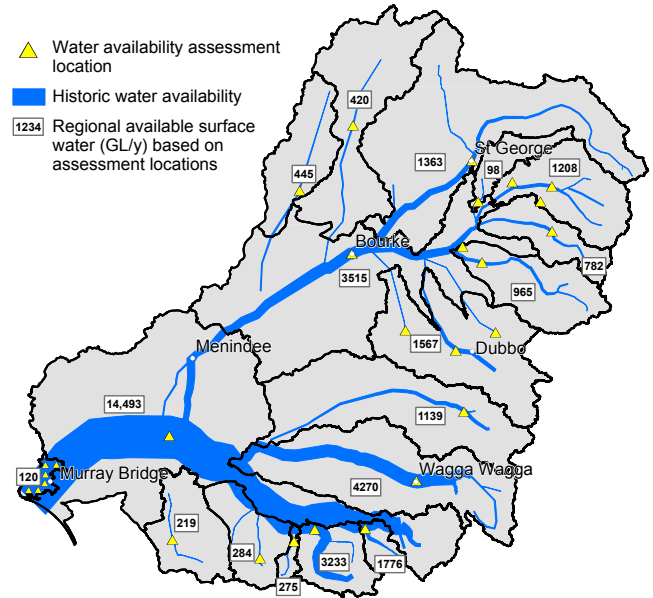 Water availability assessment
location
Historic water availability
1234
Regional available surface
water (GL/y) based on
assessment locations
420
445
1363
St George
98
1208
Bourke
3515
782
965
1567
Dubbo
Menindee
14,493
1139
120
Murray Bridge
Wagga Wagga
4270
219
284
275
3233
1776